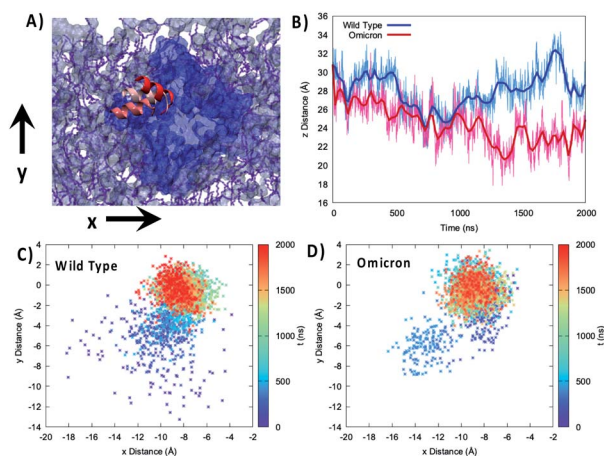 A)
y
x
B)
Wild Type
Omicron
z Distance (Å)
36
34
32
30
28
26
24
22
20
18
16
0
500
1000
1500
2000
Time (ns)
C)
Wild Type
y Distance (Å)
4
2
0
-2
-4
-6
-8
-10
-12
-14
-20 -18 -16 -14 -12 -10 -8 -6 -4 -2
x Distance (Å)
2000
1500
1000
500
0
t (ns)
D)
Omicron
y Distance (Å)
4
2
0
-2
-4
-6
-8
-10
-12
-14
-20 -18 -16 -14 -12 -10 -8 -6 -4 -2
x Distance (Å)
2000
1500
1000
500
0
t (ns)